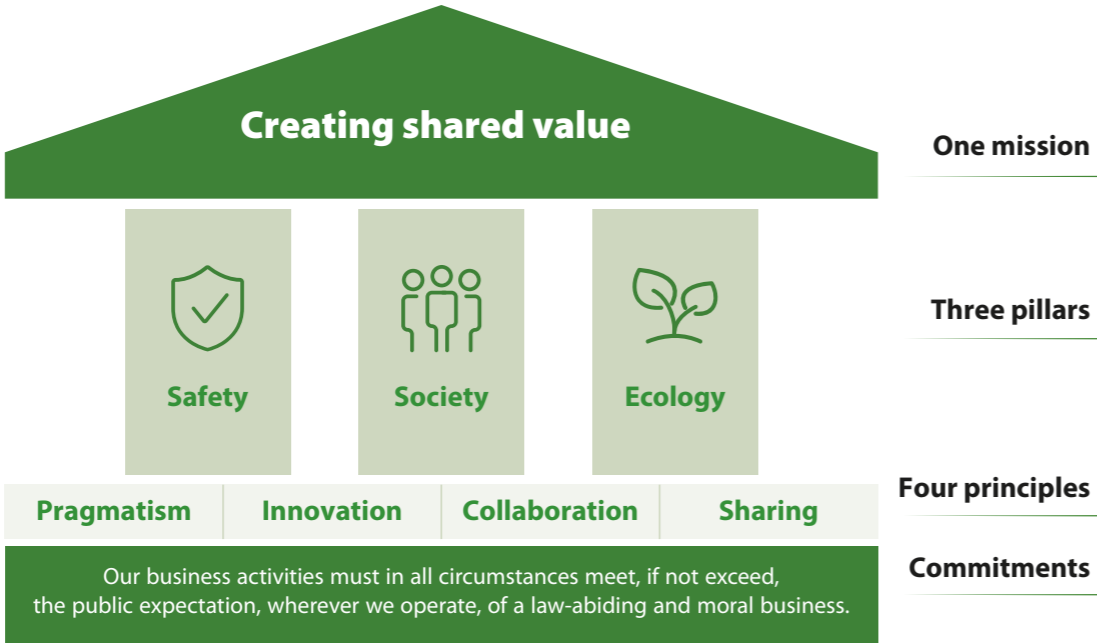 Creating shared value
One mission
Three pillars
Safety
Society
Ecology
Four principles
Pragmatism
Innovation
Collaboration
Sharing
Commitments
Our business activities must in all circumstances meet, if not exceed,
the public expectation, wherever we operate, of a law-abiding and moral business.